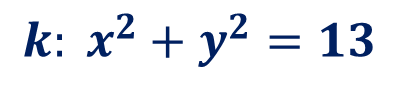 k: x² + y² = 13